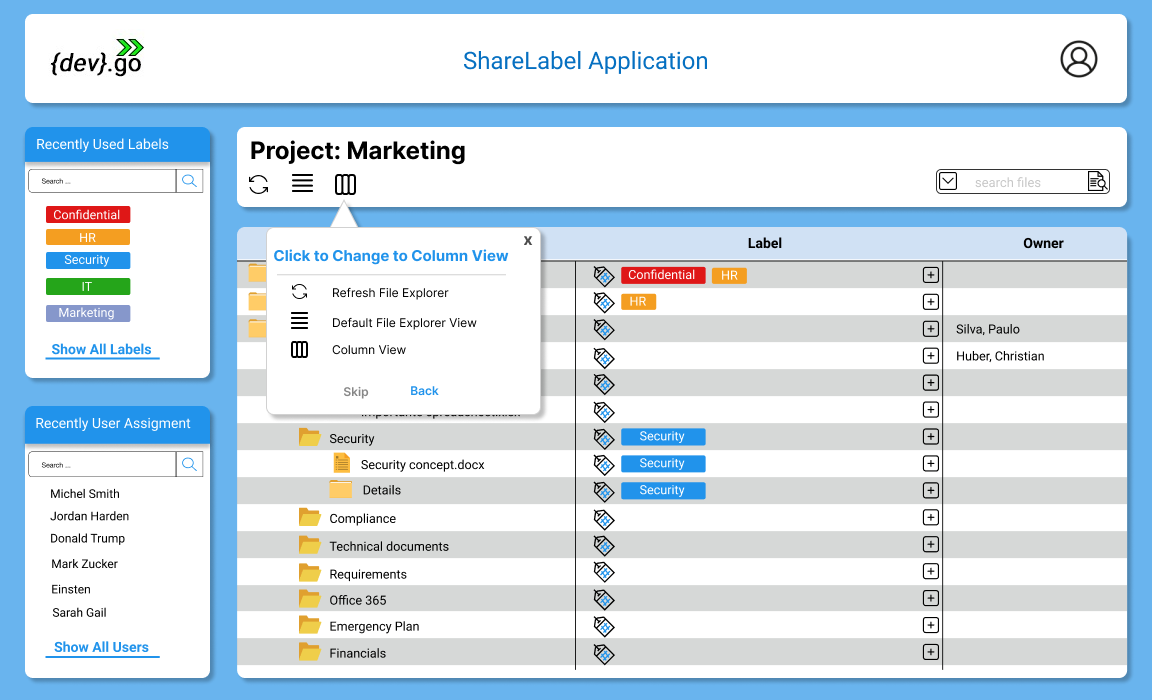 {dev}.go
ShareLabel Application
Recently Used Labels
Search ...
Confidential
HR
Security
IT
Marketing
Show All Labels
Recently User Assigment
Search ...
Michel Smith
Jordan Harden
Donald Trump
Mark Zucker
Einsten
Sarah Gail
Show All Users
Project: Marketing
search files
Label
Owner
x
Click to Change to Column View
Refresh File Explorer
Default File Explorer View
Column View
Skip
Back
Confidential HR
HR
Silva, Paulo
Huber, Christian
Security Security
Security concept.docx Security
Details Security
Compliance
Technical documents
Requirements
Office 365
Emergency Plan
Financials